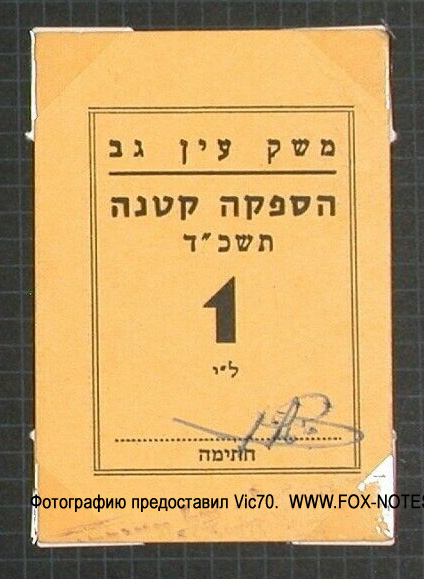 משק עין גב
הספקה קטנה
תשכ"ד
1
ל"י
חתימה
Фотографию предоставил Vic70. WWW.FOX-NOTES